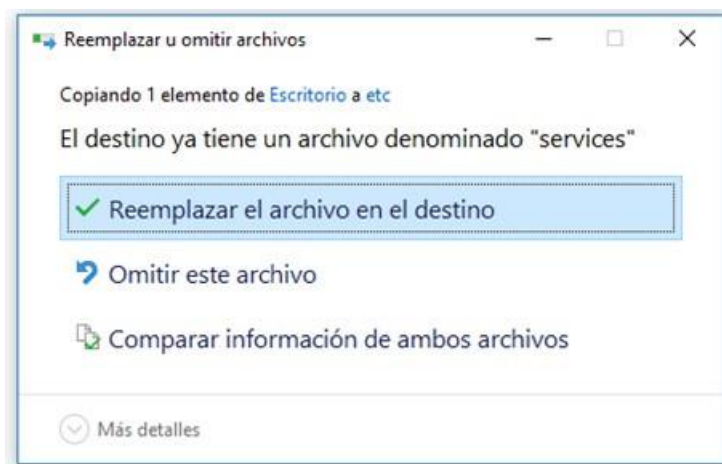 Reemplazar u omitir archivos
Copiando 1 elemento de Escritorio a etc
El destino ya tiene un archivo denominado "services"
Reemplazar el archivo en el destino
Omitir este archivo
Comparar información de ambos archivos
Más detalles